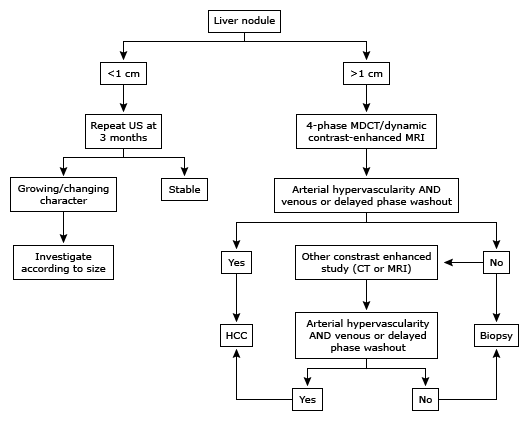 Liver nodule
<1 cm
>1 cm
Repeat US at
3 months
4-phase MDCT/dynamic
contrast-enhanced MRI
Growing/changing
character
Stable
Arterial hypervascularity AND
venous or delayed phase washout
Investigate
according to size
Yes
Other constrast enhanced
study (CT or MRI)
No
HCC
Arterial hypervascularity
AND venous or delayed
phase washout
Biopsy
Yes
No